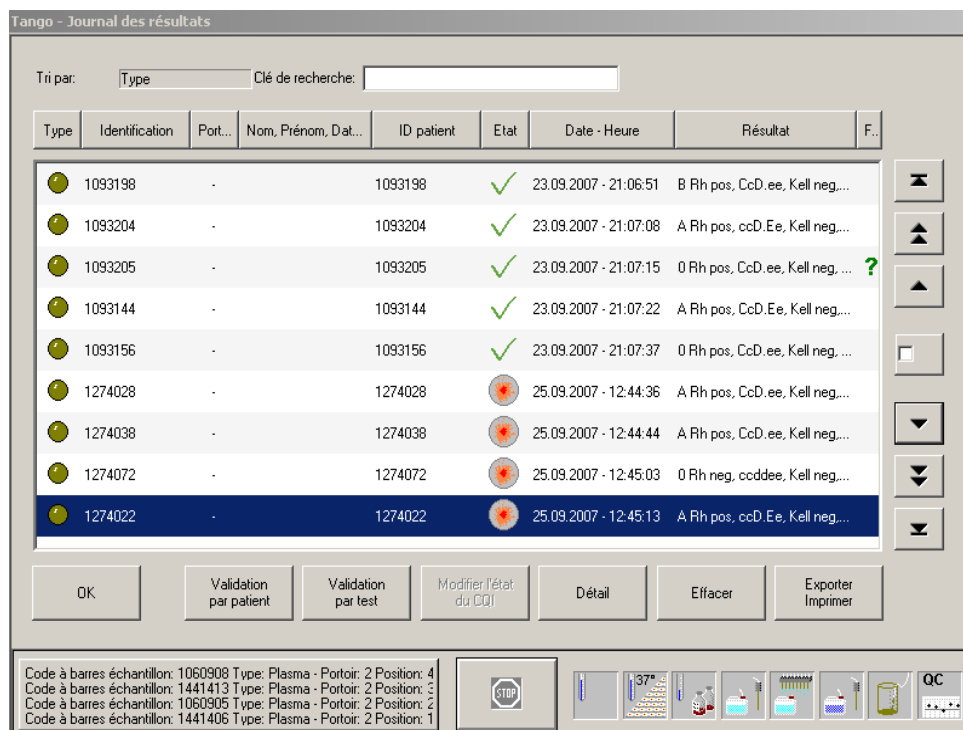 Tango - Journal des résultats
Tri par: Type Clé de recherche:
Type Identification Port... Nom, Prénom, Dat... ID patient Etat Date - Heure Résultat F..
1093198 - 1093198 23.09.2007 - 21:06:51 B Rh pos, CcD.ee, Kell neg,...
1093204 - 1093204 23.09.2007 - 21:07:08 A Rh pos, ccD.Ee, Kell neg,...
1093205 - 1093205 23.09.2007 - 21:07:15 0 Rh pos, CcD.ee, Kell neg, ... ?
1093144 - 1093144 23.09.2007 - 21:07:22 A Rh pos, CcD.Ee, Kell neg,...
1093156 - 1093156 23.09.2007 - 21:07:37 0 Rh pos, CcD.ee, Kell neg, ...
1274028 - 1274028 25.09.2007 - 12:44:36 A Rh pos, CcD.ee, Kell neg,...
1274038 - 1274038 25.09.2007 - 12:44:44 A Rh pos, CcD.ee, Kell neg,...
1274072 - 1274072 25.09.2007 - 12:45:03 0 Rh neg, ccddee, Kell neg,...
1274022 - 1274022 25.09.2007 - 12:45:13 A Rh pos, ccD.Ee, Kell neg,...
OK Validation par patient Validation par test Modifier l'état du CQI Détail Effacer Exporter Imprimer
Code à barres échantillon: 1060908 Type: Plasma - Portoir: 2 Position: 4
Code à barres échantillon: 1441413 Type: Plasma - Portoir: 2 Position: 3
Code à barres échantillon: 1060905 Type: Plasma - Portoir: 2 Position: 2
Code à barres échantillon: 1441406 Type: Plasma - Portoir: 2 Position: 1
STOP
37°
QC